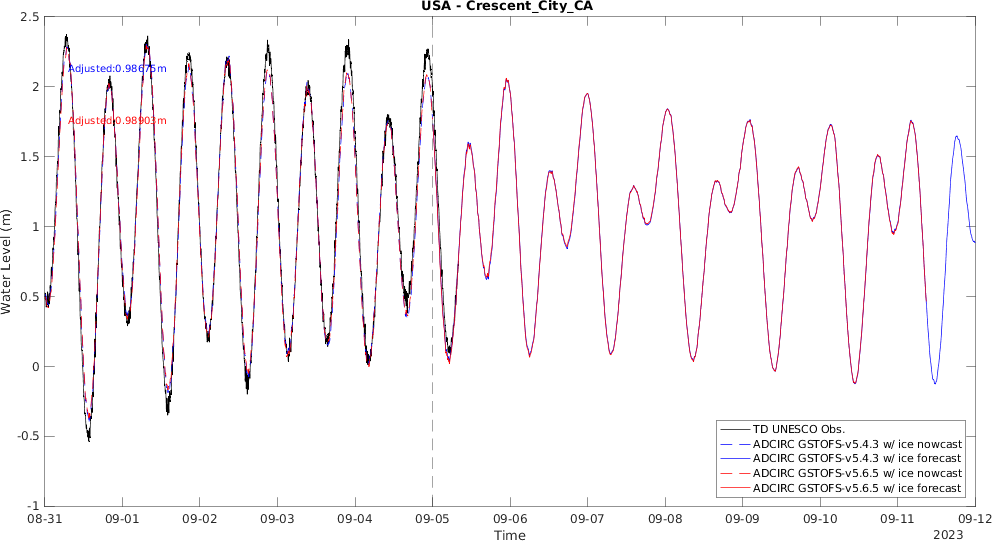 USA - Crescent_City_CA
2.5
2
1.5
1
0.5
0
-0.5
-1
Water Level (m)
Adjusted:0.98675m
Adjusted:0.98903m
TD UNESCO Obs.
ADCIRC GSTOFS-v5.4.3 w/ ice nowcast
ADCIRC GSTOFS-v5.4.3 w/ ice forecast
ADCIRC GSTOFS-v5.6.5 w/ ice nowcast
ADCIRC GSTOFS-v5.6.5 w/ ice forecast
08-31 09-01 09-02 09-03 09-04 09-05 09-06 09-07 09-08 09-09 09-10 09-11 09-12
Time
2023